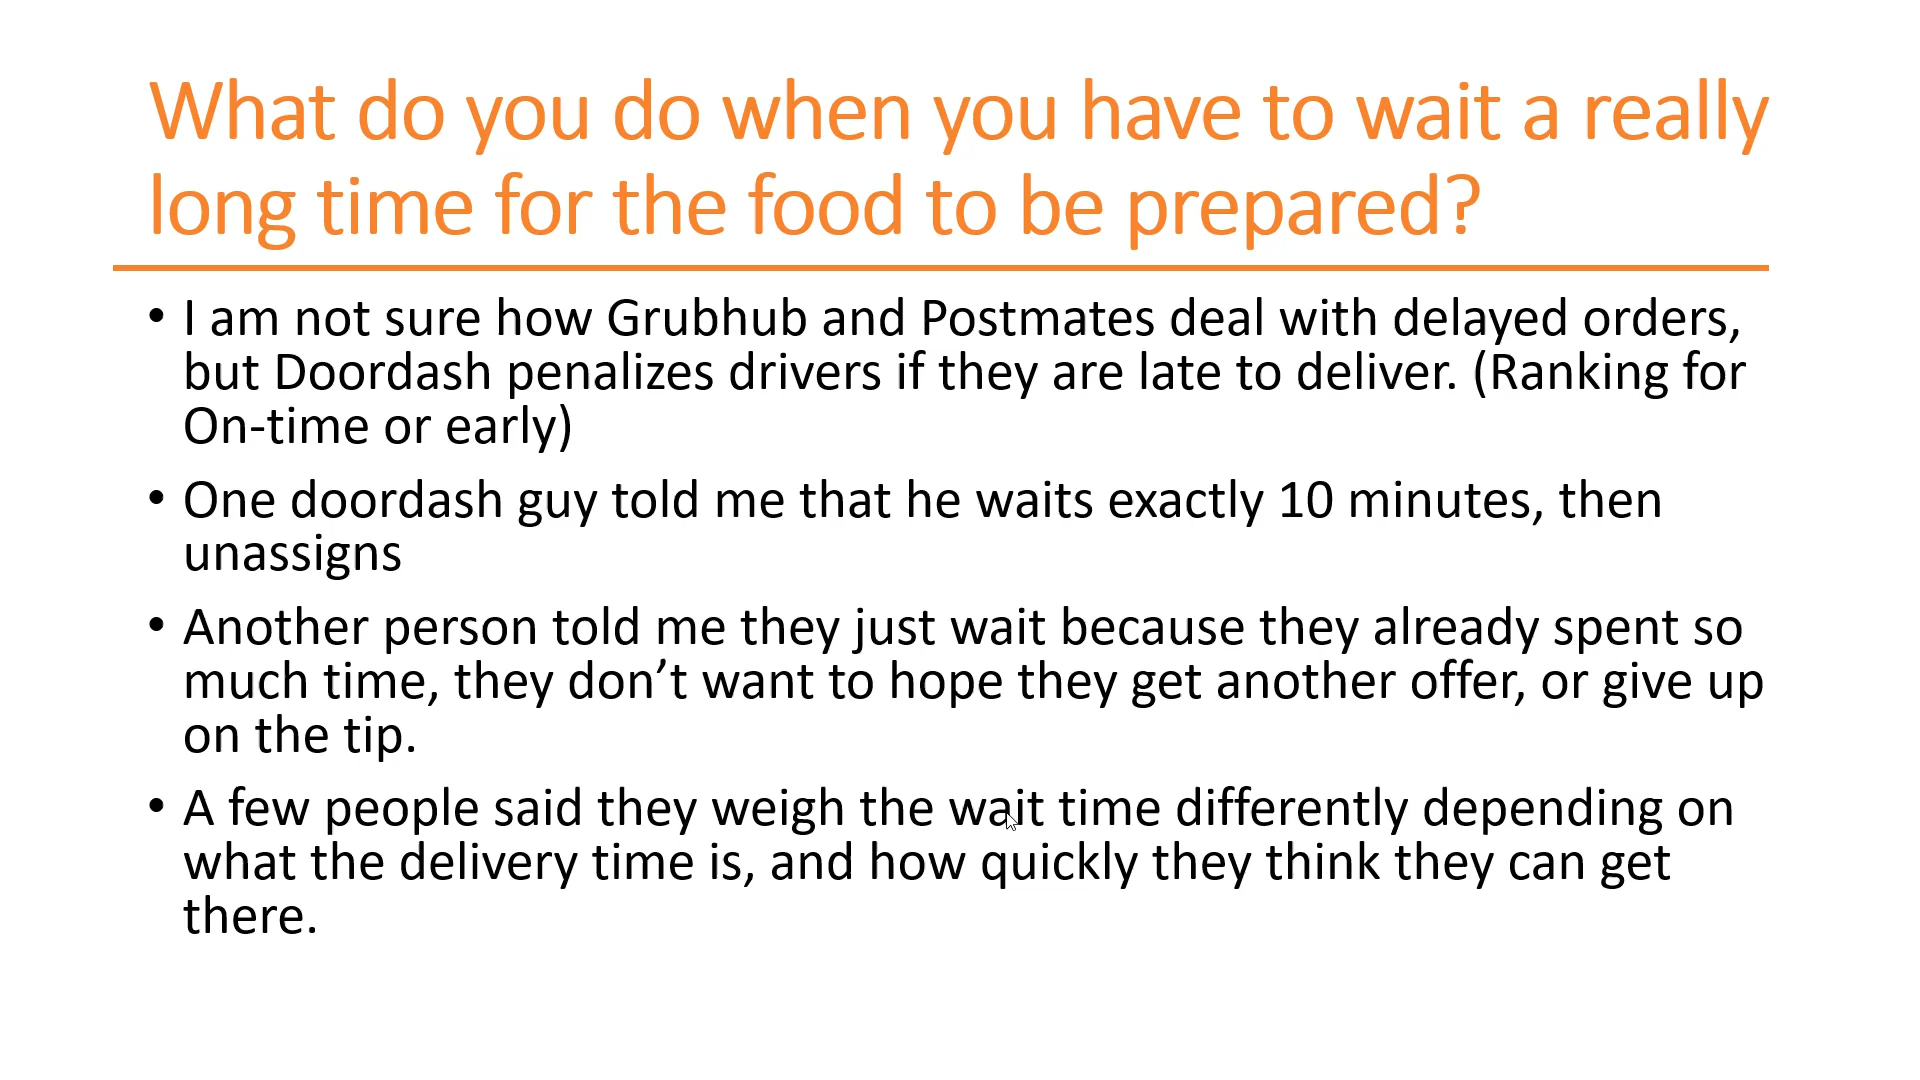 What do you do when you have to wait a really
long time for the food to be prepared?
• I am not sure how Grubhub and Postmates deal with delayed orders,
but Doordash penalizes drivers if they are late to deliver. (Ranking for
On-time or early)
• One doordash guy told me that he waits exactly 10 minutes, then
unassigns
• Another person told me they just wait because they already spent so
much time, they don’t want to hope they get another offer, or give up
on the tip.
• A few people said they weigh the wait time differently depending on
what the delivery time is, and how quickly they think they can get
there.